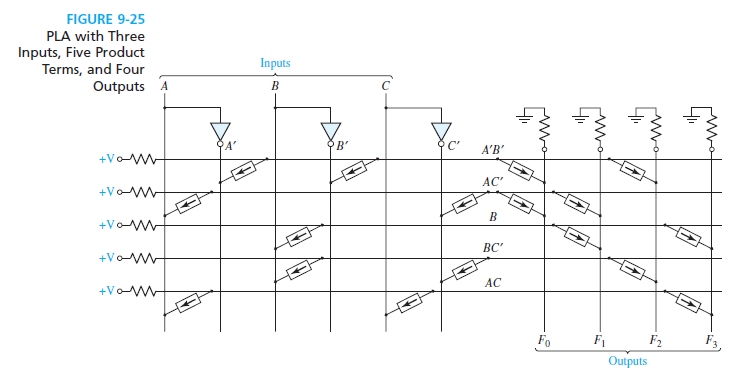 FIGURE 9-25
PLA with Three
Inputs, Five Product
Terms, and Four
Outputs
Inputs
A B C
A′ B′ C′
+V A′B′
+V AC′
+V B
+V BC′
+V AC
F0 F1 F2 F3
Outputs